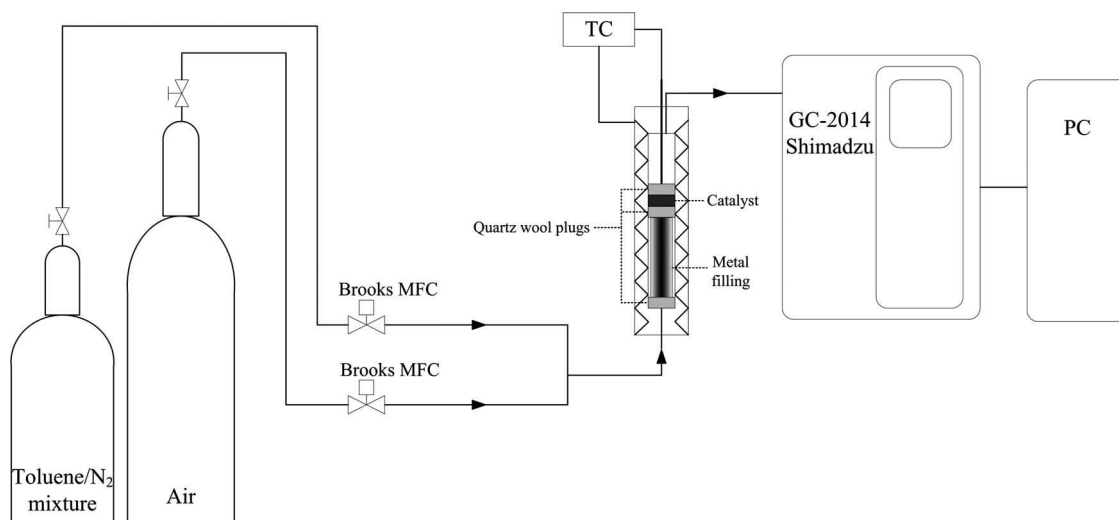 TC
GC-2014
Shimadzu
PC
Catalyst
Quartz wool plugs
Metal
filling
Brooks MFC
Brooks MFC
Toluene/N₂
mixture
Air